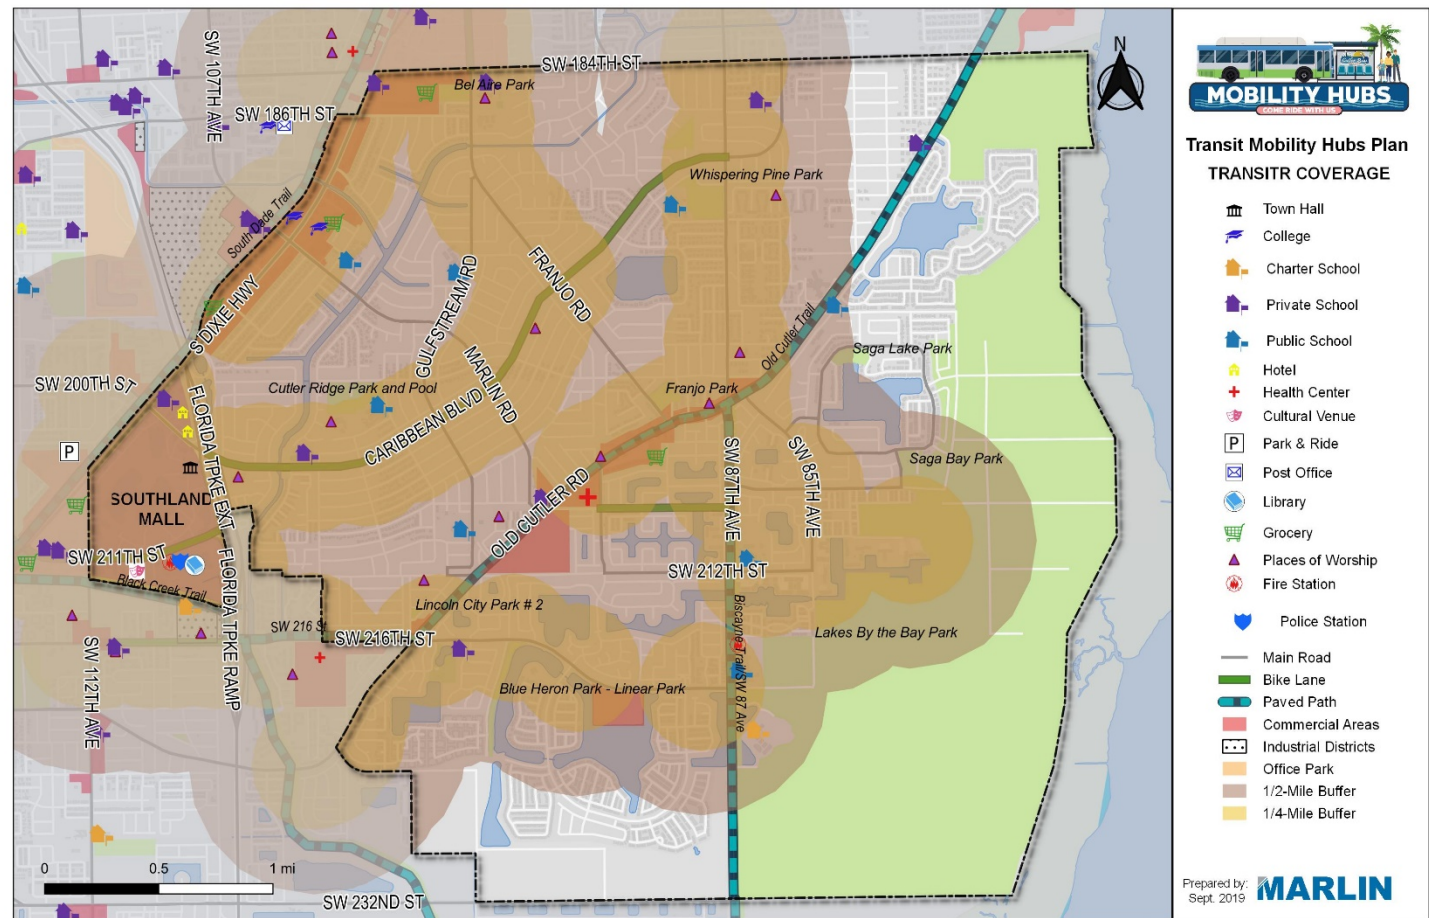 SW 107TH AVE
SW 184TH ST
Bel Aire Park
SW 186TH ST
N
Whispering Pine Park
South Dade Trail
S DIXIE HWY
FRANJO RD
GULFSTREAM RD
Old Cutler Trail
Saga Lake Park
MARLIN RD
SW 200TH ST
Cutler Ridge Park and Pool
Franjo Park
FLORIDA TPKE EXT
CARIBBEAN BLVD
P
SW 87TH AVE
SW 85TH AVE
Saga Bay Park
SOUTHLAND
MALL
OLD CUTLER RD
SW 211TH ST
SW 212TH ST
Black Creek Trail
FLORIDA TPKE RAMP
Lincoln City Park # 2
SW 216 St
SW 216TH ST
Biscayne Trail/SW 87 Ave
Lakes By the Bay Park
SW 112TH AVE
Blue Heron Park - Linear Park
0 0.5 1 mi
SW 232ND ST
MOBILITY HUBS
COME RIDE WITH US
Transit Mobility Hubs Plan
TRANSITR COVERAGE
Town Hall
College
Charter School
Private School
Public School
Hotel
Health Center
Cultural Venue
P Park & Ride
Post Office
Library
Grocery
Places of Worship
Fire Station
Police Station
Main Road
Bike Lane
Paved Path
Commercial Areas
Industrial Districts
Office Park
1/2-Mile Buffer
1/4-Mile Buffer
Prepared by:
Sept. 2019
MARLIN